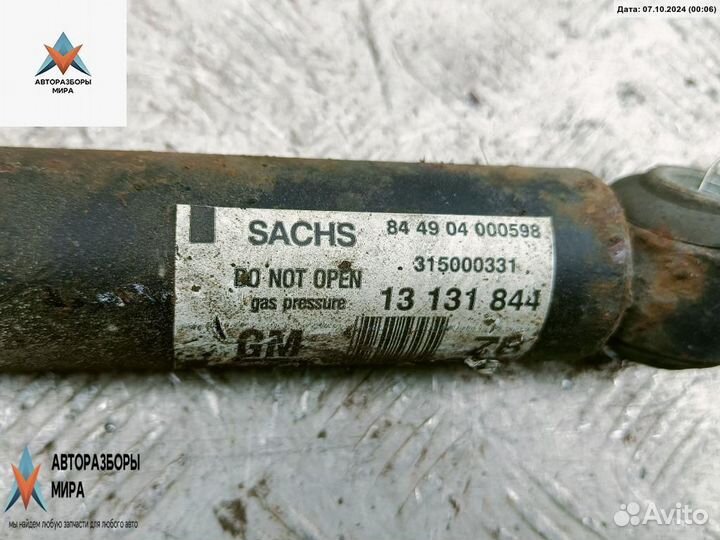 Дата: 07.10.2024 (00:06)
АВТОРАЗБОРЫ
МИРА
SACHS 84 49 04 000598
315000331
DO NOT OPEN
gas pressure 13 131 844
GM
АВТОРАЗБОРЫ
МИРА
мы найдем любую запчасти для любого авто
Avito